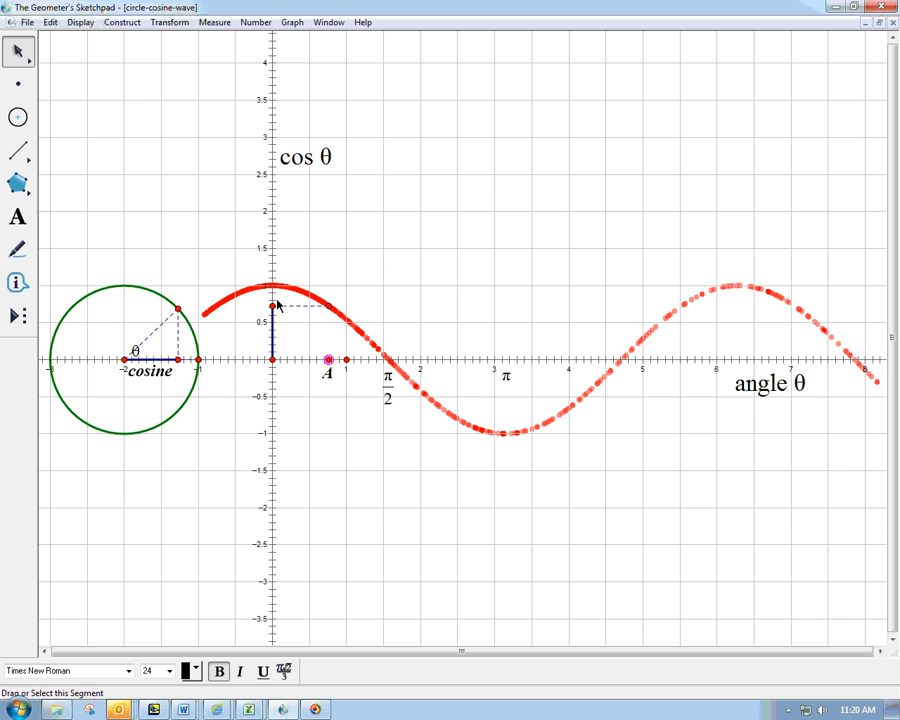 The Geometer's Sketchpad - [circle-cosine-wave]
File Edit Display Construct Transform Measure Number Graph Window Help
A
4
3.5
3
cos θ
2.5
2
1.5
1
0.5
θ
cosine
-3 -2 -1 1 2 3 4 5 6 7 8
A
π
2
π
angle θ
-0.5
-1
-1.5
-2
-2.5
-3
-3.5
Times New Roman 24 B I U
Drag or Select this Segment
11:20 AM